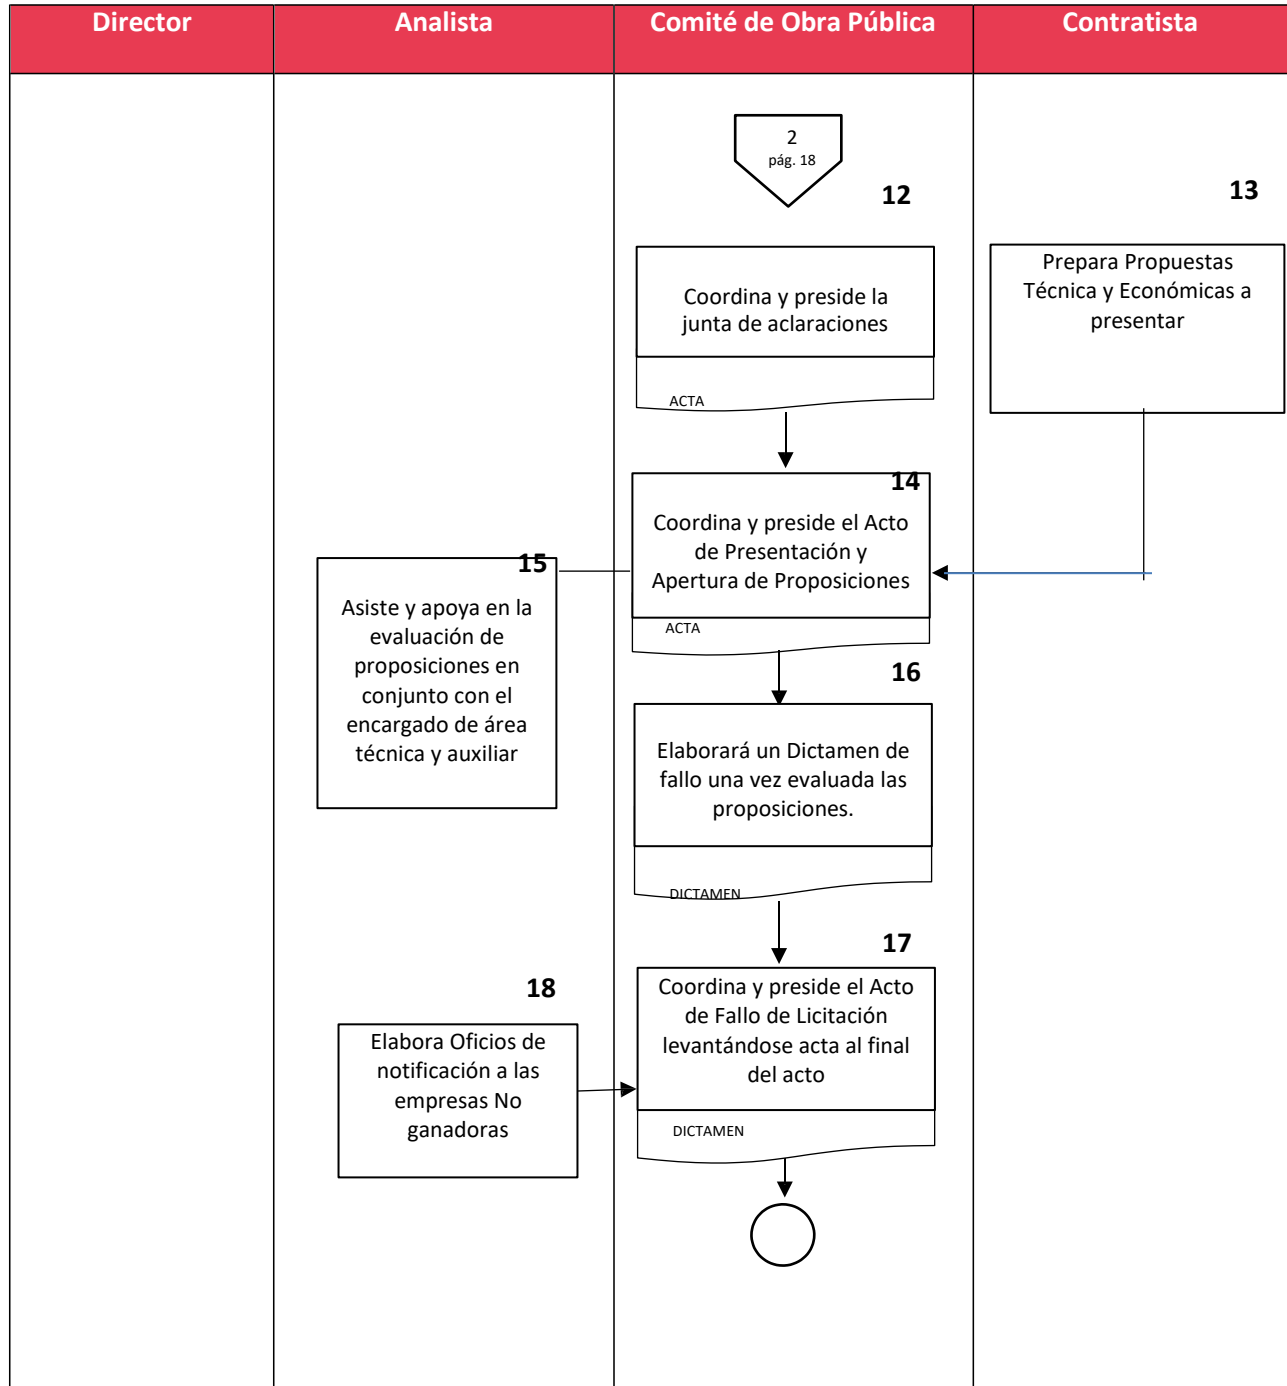 Director
Analista
Comité de Obra Pública
Contratista
2
pág. 18
12
13
Coordina y preside la
junta de aclaraciones
ACTA
Prepara Propuestas
Técnica y Económicas a
presentar
14
Coordina y preside el Acto
de Presentación y
Apertura de Proposiciones
ACTA
15
Asiste y apoya en la
evaluación de
proposiciones en
conjunto con el
encargado de área
técnica y auxiliar
16
Elaborará un Dictamen de
fallo una vez evaluada las
proposiciones.
DICTAMEN
17
Coordina y preside el Acto
de Fallo de Licitación
levantándose acta al final
del acto
DICTAMEN
18
Elabora Oficios de
notificación a las
empresas No
ganadoras